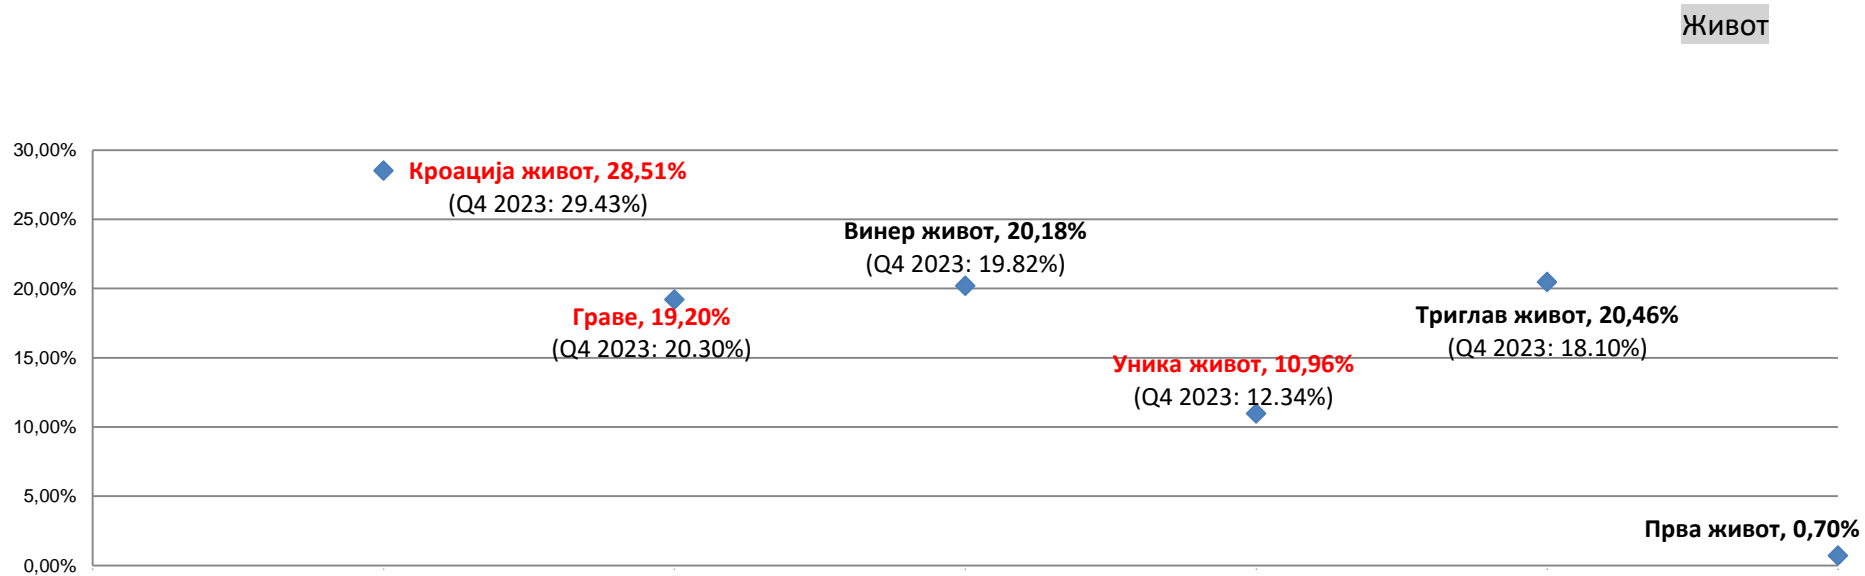 Живот
30,00%
Кроација живот, 28,51%
(Q4 2023: 29.43%)
25,00%
Винер живот, 20,18%
(Q4 2023: 19.82%)
20,00%
Граве, 19,20%
(Q4 2023: 20.30%)
Триглав живот, 20,46%
(Q4 2023: 18.10%)
15,00%
Уника живот, 10,96%
(Q4 2023: 12.34%)
10,00%
5,00%
Прва живот, 0,70%
0,00%